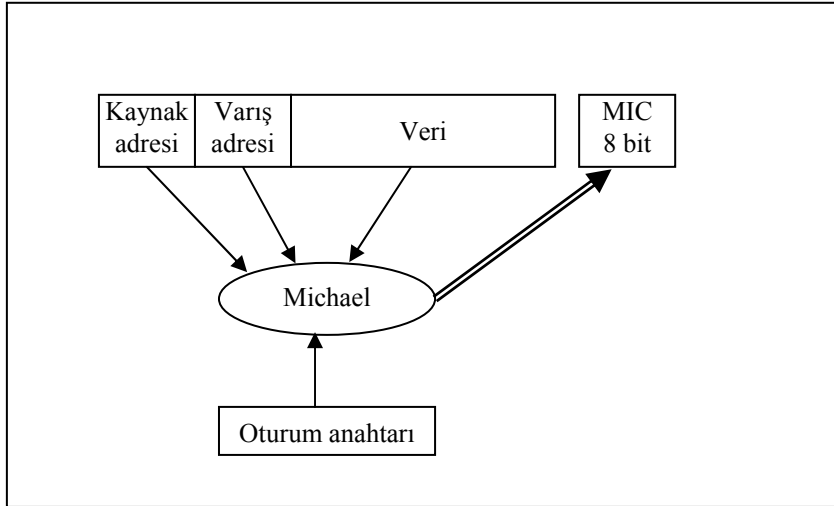 Kaynak
adresi
Varış
adresi
Veri
MIC
8 bit
Michael
Oturum anahtarı